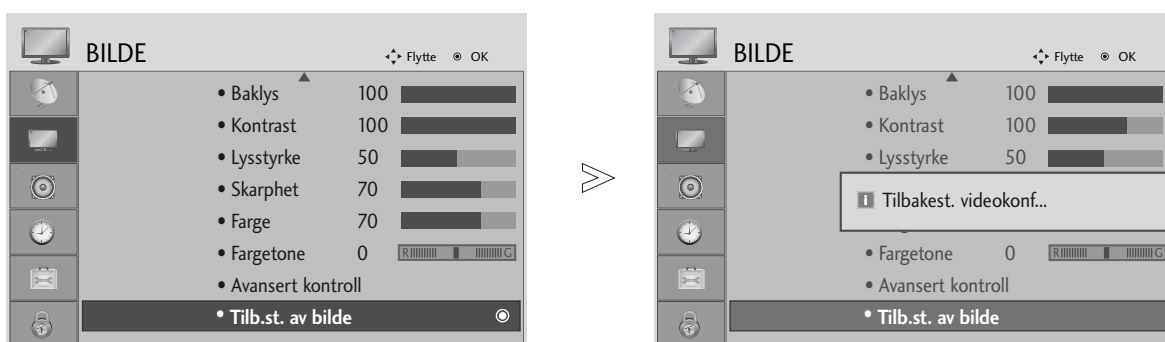 BILDE
Flytte OK
• Baklys 100
• Kontrast 100
• Lysstyrke 50
• Skarphet 70
• Farge 70
• Fargetone 0 R G
• Avansert kontroll
• Tilb.st. av bilde
BILDE
Flytte OK
• Baklys 100
• Kontrast 100
• Lysstyrke 50
i Tilbakest. videokonf...
• Fargetone 0 R G
• Avansert kontroll
• Tilb.st. av bilde